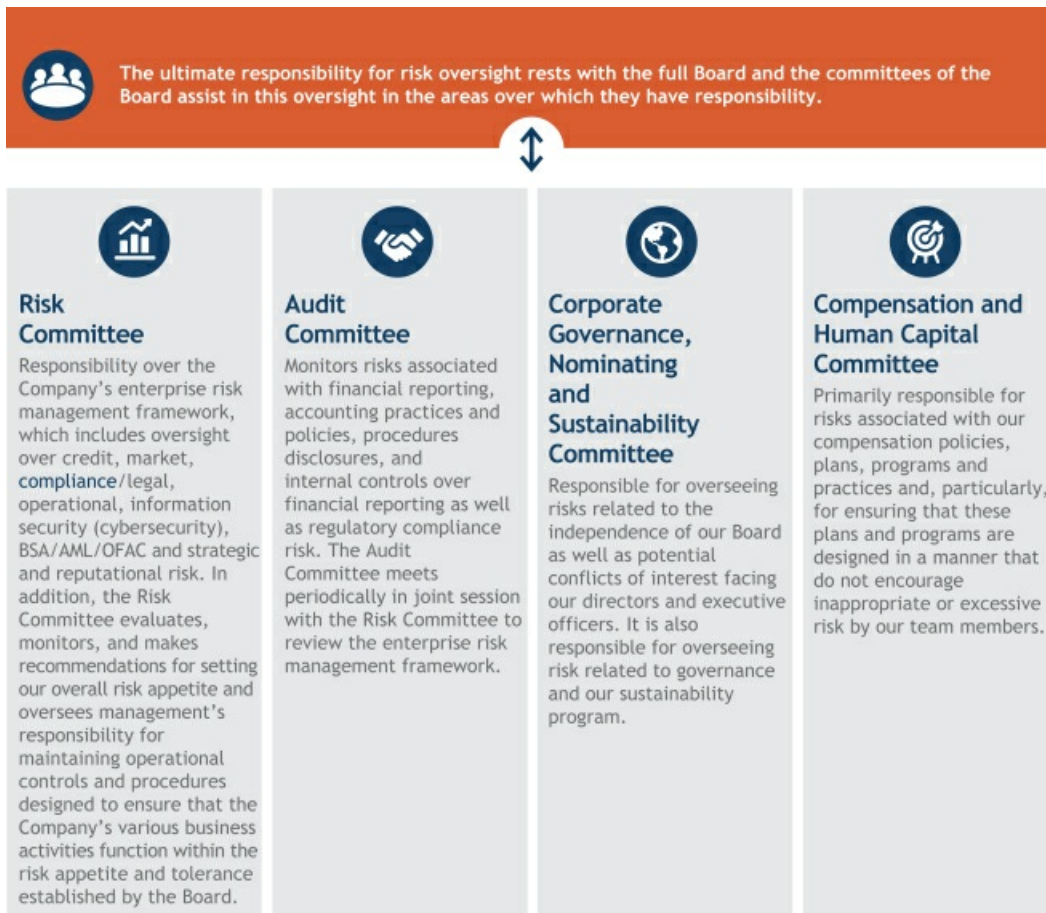 The ultimate responsibility for risk oversight rests with the full Board and the committees of the
Board assist in this oversight in the areas over which they have responsibility.
Risk
Committee
Responsibility over the
Company's enterprise risk
management framework,
which includes oversight
over credit, market,
compliance/legal,
operational, information
security (cybersecurity),
BSA/AML/OFAC and strategic
and reputational risk. In
addition, the Risk
Committee evaluates,
monitors, and makes
recommendations for setting
our overall risk appetite and
oversees management's
responsibility for
maintaining operational
controls and procedures
designed to ensure that the
Company's various business
activities function within the
risk appetite and tolerance
established by the Board.
Audit
Committee
Monitors risks associated
with financial reporting,
accounting practices and
policies, procedures
disclosures, and
internal controls over
financial reporting as well
as regulatory compliance
risk. The Audit
Committee meets
periodically in joint session
with the Risk Committee to
review the enterprise risk
management framework.
Corporate
Governance,
Nominating
and
Sustainability
Committee
Responsible for overseeing
risks related to the
independence of our Board
as well as potential
conflicts of interest facing
our directors and executive
officers. It is also
responsible for overseeing
risk related to governance
and our sustainability
program.
Compensation and
Human Capital
Committee
Primarily responsible for
risks associated with our
compensation policies,
plans, programs and
practices and, particularly,
for ensuring that these
plans and programs are
designed in a manner that
do not encourage
inappropriate or excessive
risk by our team members.